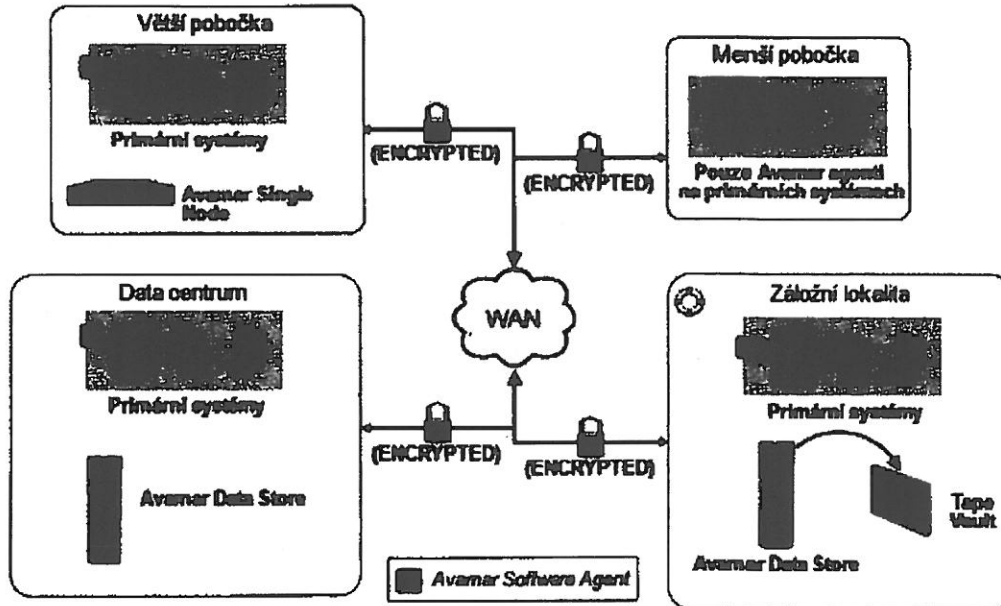 Větší pobočka
Primární systémy
Avamar Single
Node
(ENCRYPTED)
(ENCRYPTED)
Menší pobočka
Pouze Avamar agenti
na primárních systémech
WAN
Data centrum
Primární systémy
Avamar Data Store
(ENCRYPTED)
(ENCRYPTED)
Záložní lokalita
Primární systémy
Avamar Data Store
Tape
Vault
Avamar Software Agent